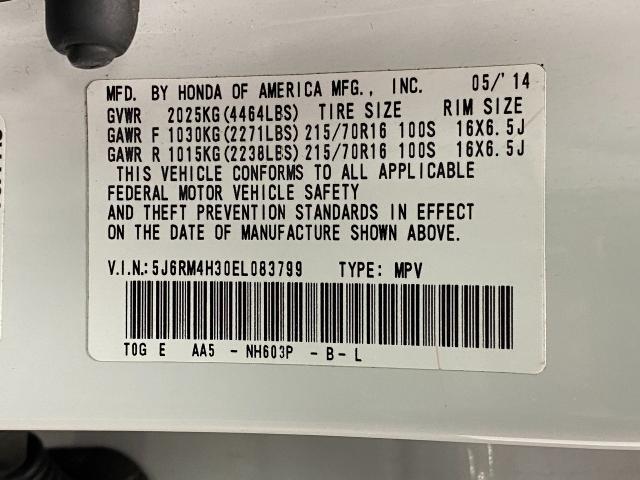 MFD. BY HONDA OF AMERICA MFG., INC. 05/'14
GVWR 2025KG(4464LBS) TIRE SIZE RIM SIZE
GAWR F 1030KG(2271LBS) 215/70R16 100S 16X6.5J
GAWR R 1015KG(2238LBS) 215/70R16 100S 16X6.5J
THIS VEHICLE CONFORMS TO ALL APPLICABLE
FEDERAL MOTOR VEHICLE SAFETY
AND THEFT PREVENTION STANDARDS IN EFFECT
ON THE DATE OF MANUFACTURE SHOWN ABOVE.
V.I.N.:5J6RM4H30EL083799 TYPE: MPV
T0G E AA5 - NH603P - B - L